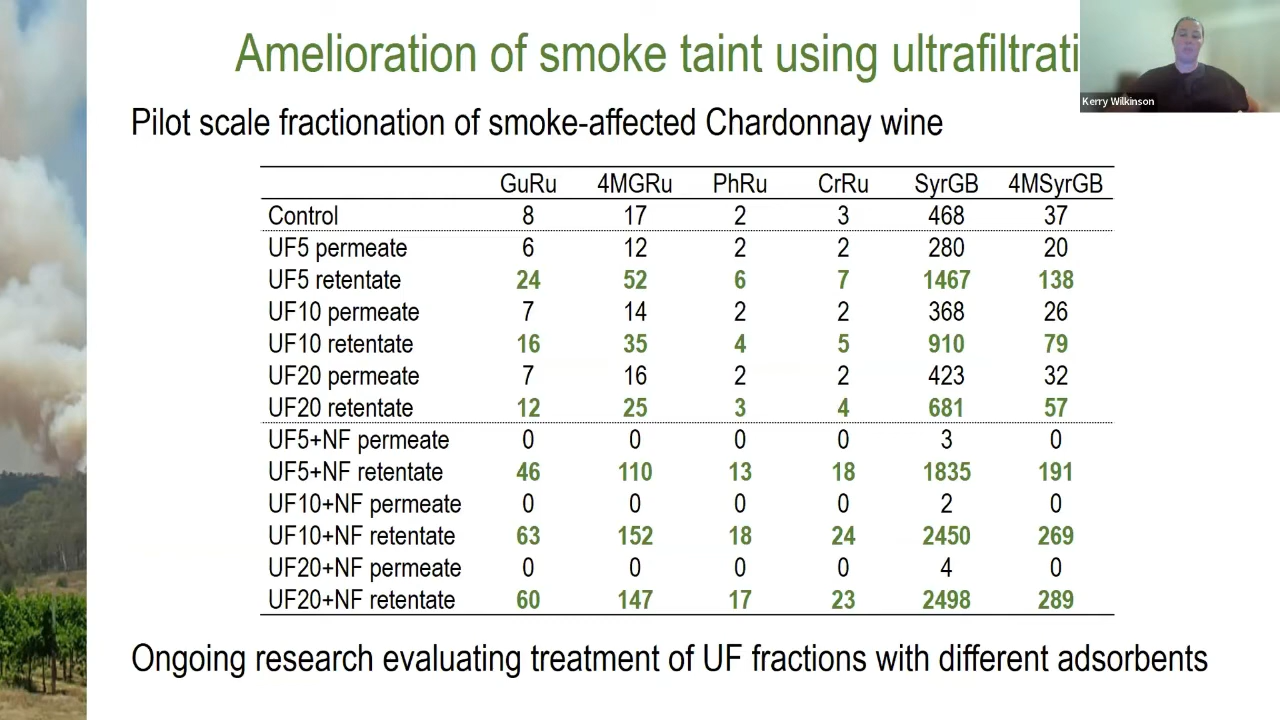 Amelioration of smoke taint using ultrafiltrati
Kerry Wilkinson
Pilot scale fractionation of smoke-affected Chardonnay wine
GuRu 4MGRu PhRu CrRu SyrGB 4MSyrGB
Control 8 17 2 3 468 37
UF5 permeate 6 12 2 2 280 20
UF5 retentate 24 52 6 7 1467 138
UF10 permeate 7 14 2 2 368 26
UF10 retentate 16 35 4 5 910 79
UF20 permeate 7 16 2 2 423 32
UF20 retentate 12 25 3 4 681 57
UF5+NF permeate 0 0 0 0 3 0
UF5+NF retentate 46 110 13 18 1835 191
UF10+NF permeate 0 0 0 0 2 0
UF10+NF retentate 63 152 18 24 2450 269
UF20+NF permeate 0 0 0 0 4 0
UF20+NF retentate 60 147 17 23 2498 289
Ongoing research evaluating treatment of UF fractions with different adsorbents